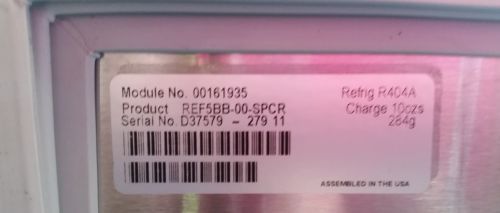 Module No. 00161935
Refrig R404A
Product REF5BB-00-SPCR
Charge 10ozs
Serial No. D37579 - 279 11
284g
ASSEMBLED IN THE USA